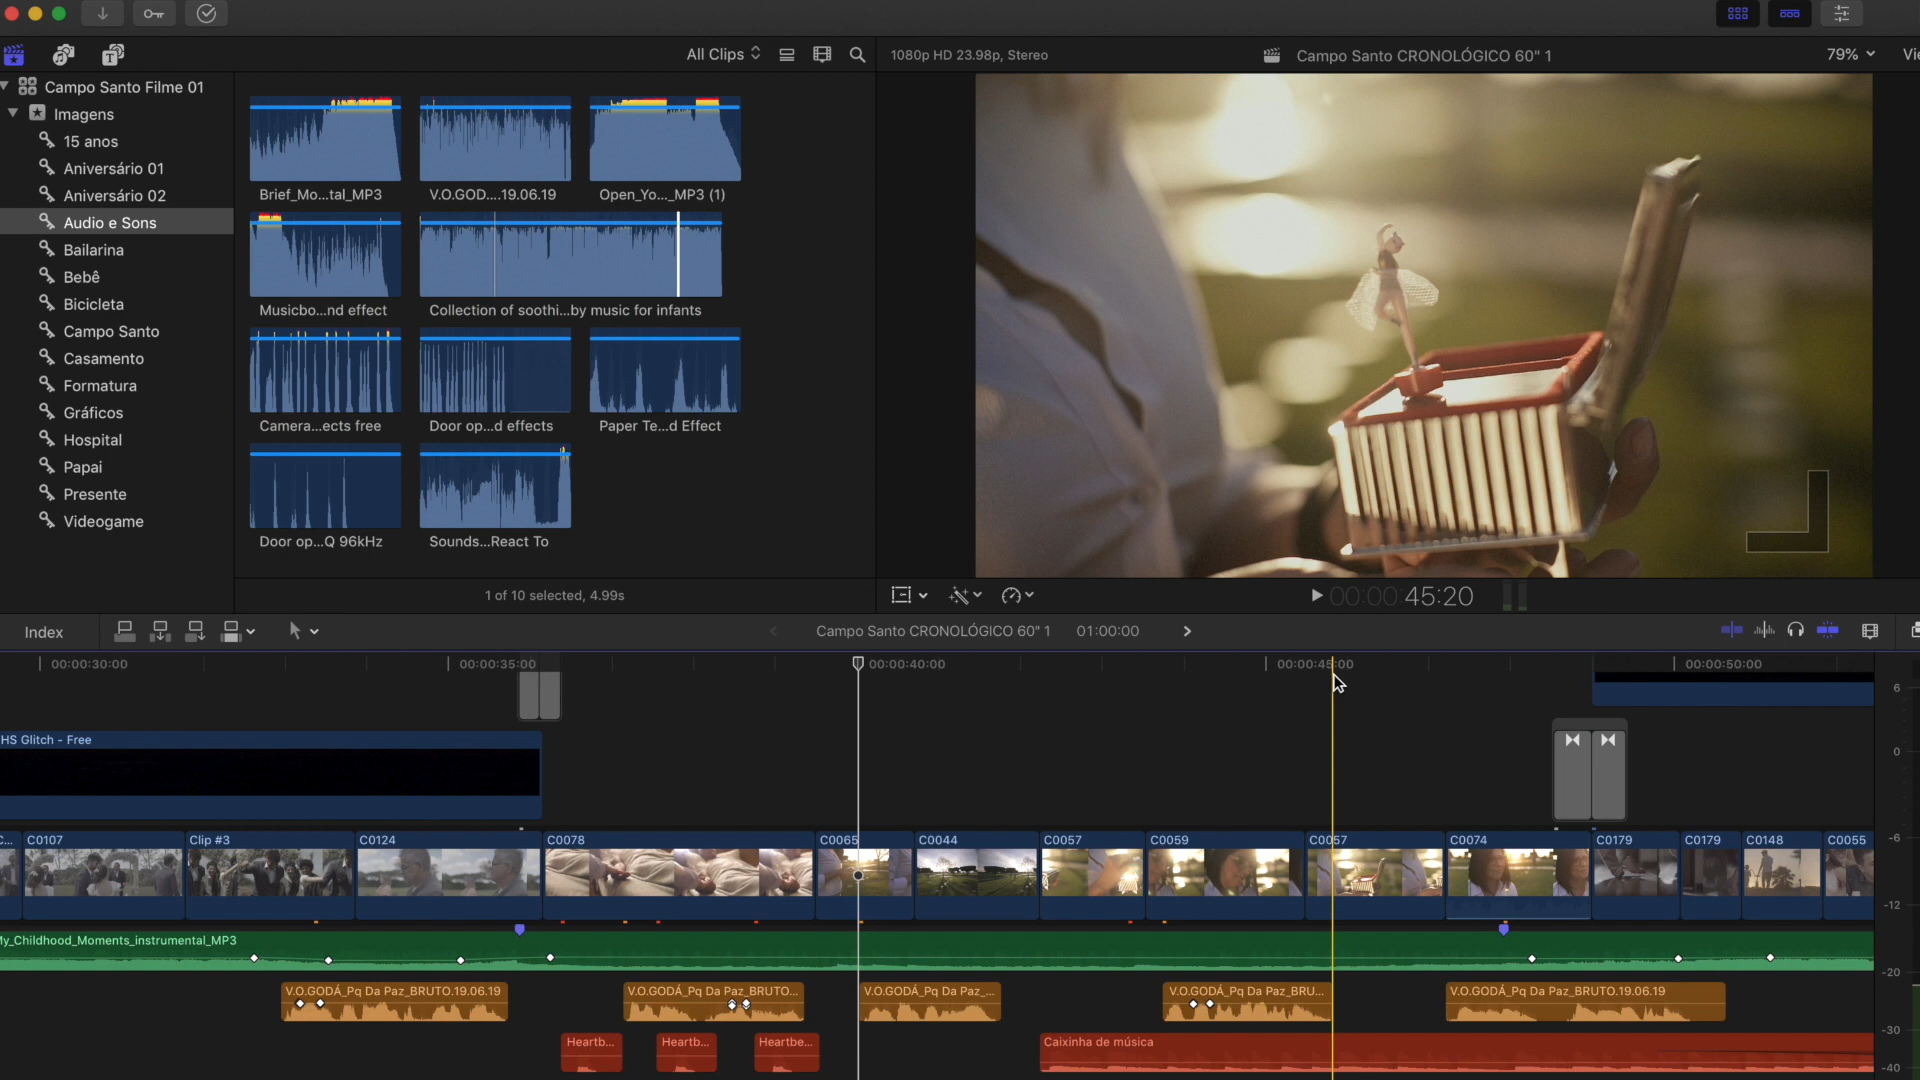 All Clips
1080p HD 23.98p, Stereo
Campo Santo CRONOLÓGICO 60" 1
79%
Vie
Campo Santo Filme 01
Imagens
15 anos
Aniversário 01
Aniversário 02
Audio e Sons
Bailarina
Bebê
Bicicleta
Campo Santo
Casamento
Formatura
Gráficos
Hospital
Papai
Presente
Videogame
Brief_Mo...tal_MP3
V.O.GOD....19.06.19
Open_Yo..._MP3 (1)
Musicbo...nd effect
Collection of soothi...by music for infants
Camera...ects free
Door op...d effects
Paper Te...d Effect
Door op...Q 96kHz
Sounds...React To
1 of 10 selected, 4.99s
00:00:45:20
Index
Campo Santo CRONOLÓGICO 60" 1
01:00:00
00:00:30:00
00:00:35:00
00:00:40:00
00:00:45:00
00:00:50:00
HS Glitch - Free
C...
C0107
Clip #3
C0124
C0078
C0065
C0044
C0057
C0059
C0057
C0074
C0179
C0179
C0148
C0055
My_Childhood_Moments_instrumental_MP3
V.O.GODÁ_Pq Da Paz_BRUTO.19.06.19
V.O.GODÁ_Pq Da Paz_BRUTO...
V.O.GODÁ_Pq Da Paz_...
V.O.GODÁ_Pq Da Paz_BRU...
V.O.GODÁ_Pq Da Paz_BRUTO.19.06.19
Heartb...
Heartb...
Heartbe...
Caixinha de música
6
0
-6
-12
-20
-30
-40